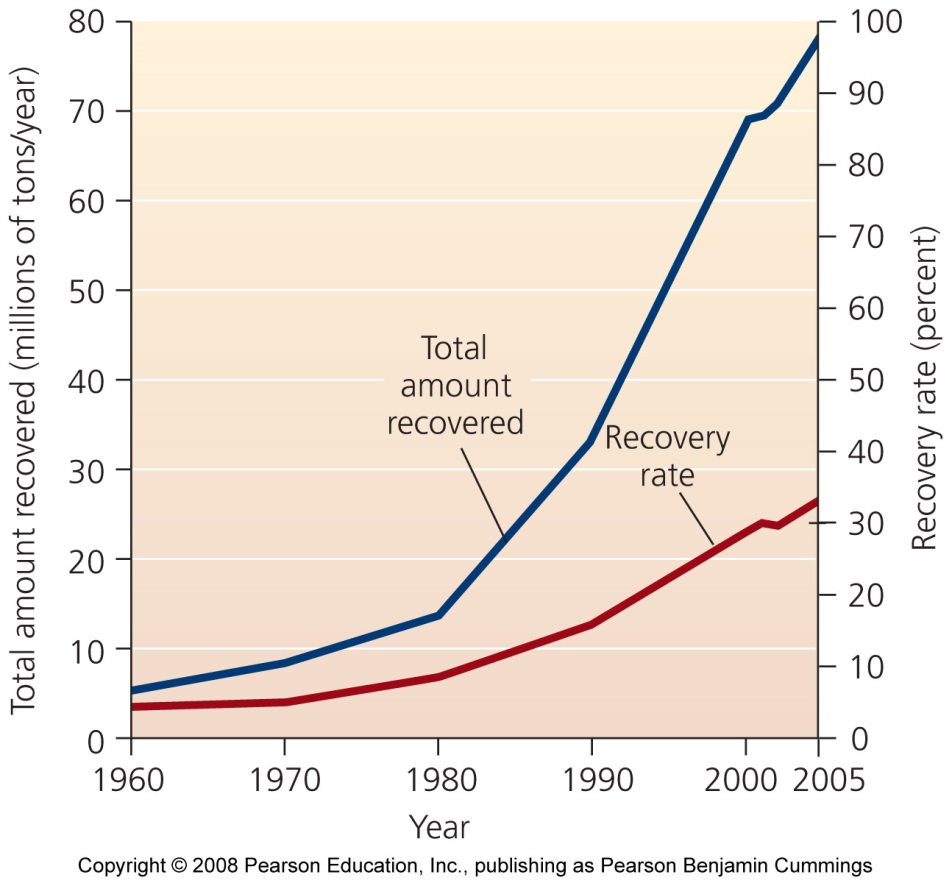 Total amount recovered (millions of tons/year)
80
70
60
50
40
30
20
10
0
Total
amount
recovered
Recovery
rate
100
90
80
70
60
50
40
30
20
10
0
Recovery rate (percent)
1960 1970 1980 1990 2000 2005
Year
Copyright © 2008 Pearson Education, Inc., publishing as Pearson Benjamin Cummings